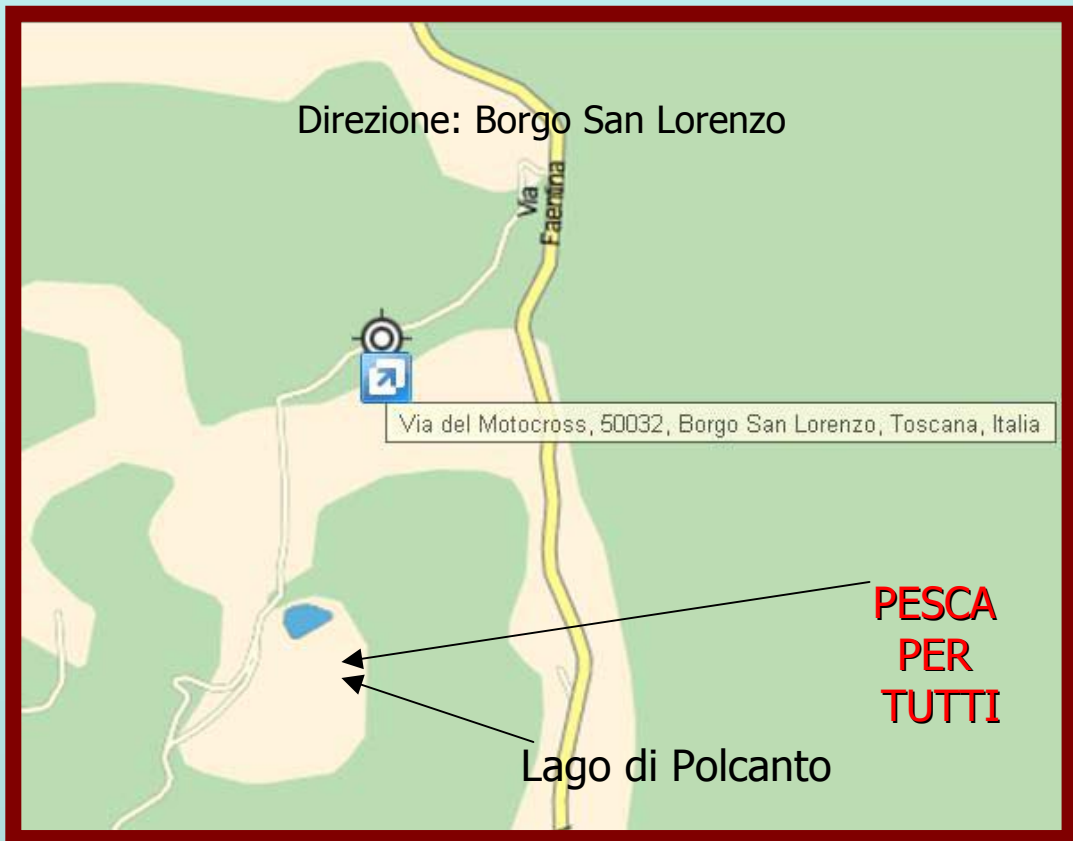 Direzione: Borgo San Lorenzo
Via
Faentina
Via del Motocross, 50032, Borgo San Lorenzo, Toscana, Italia
PESCA
PER
TUTTI
Lago di Polcanto